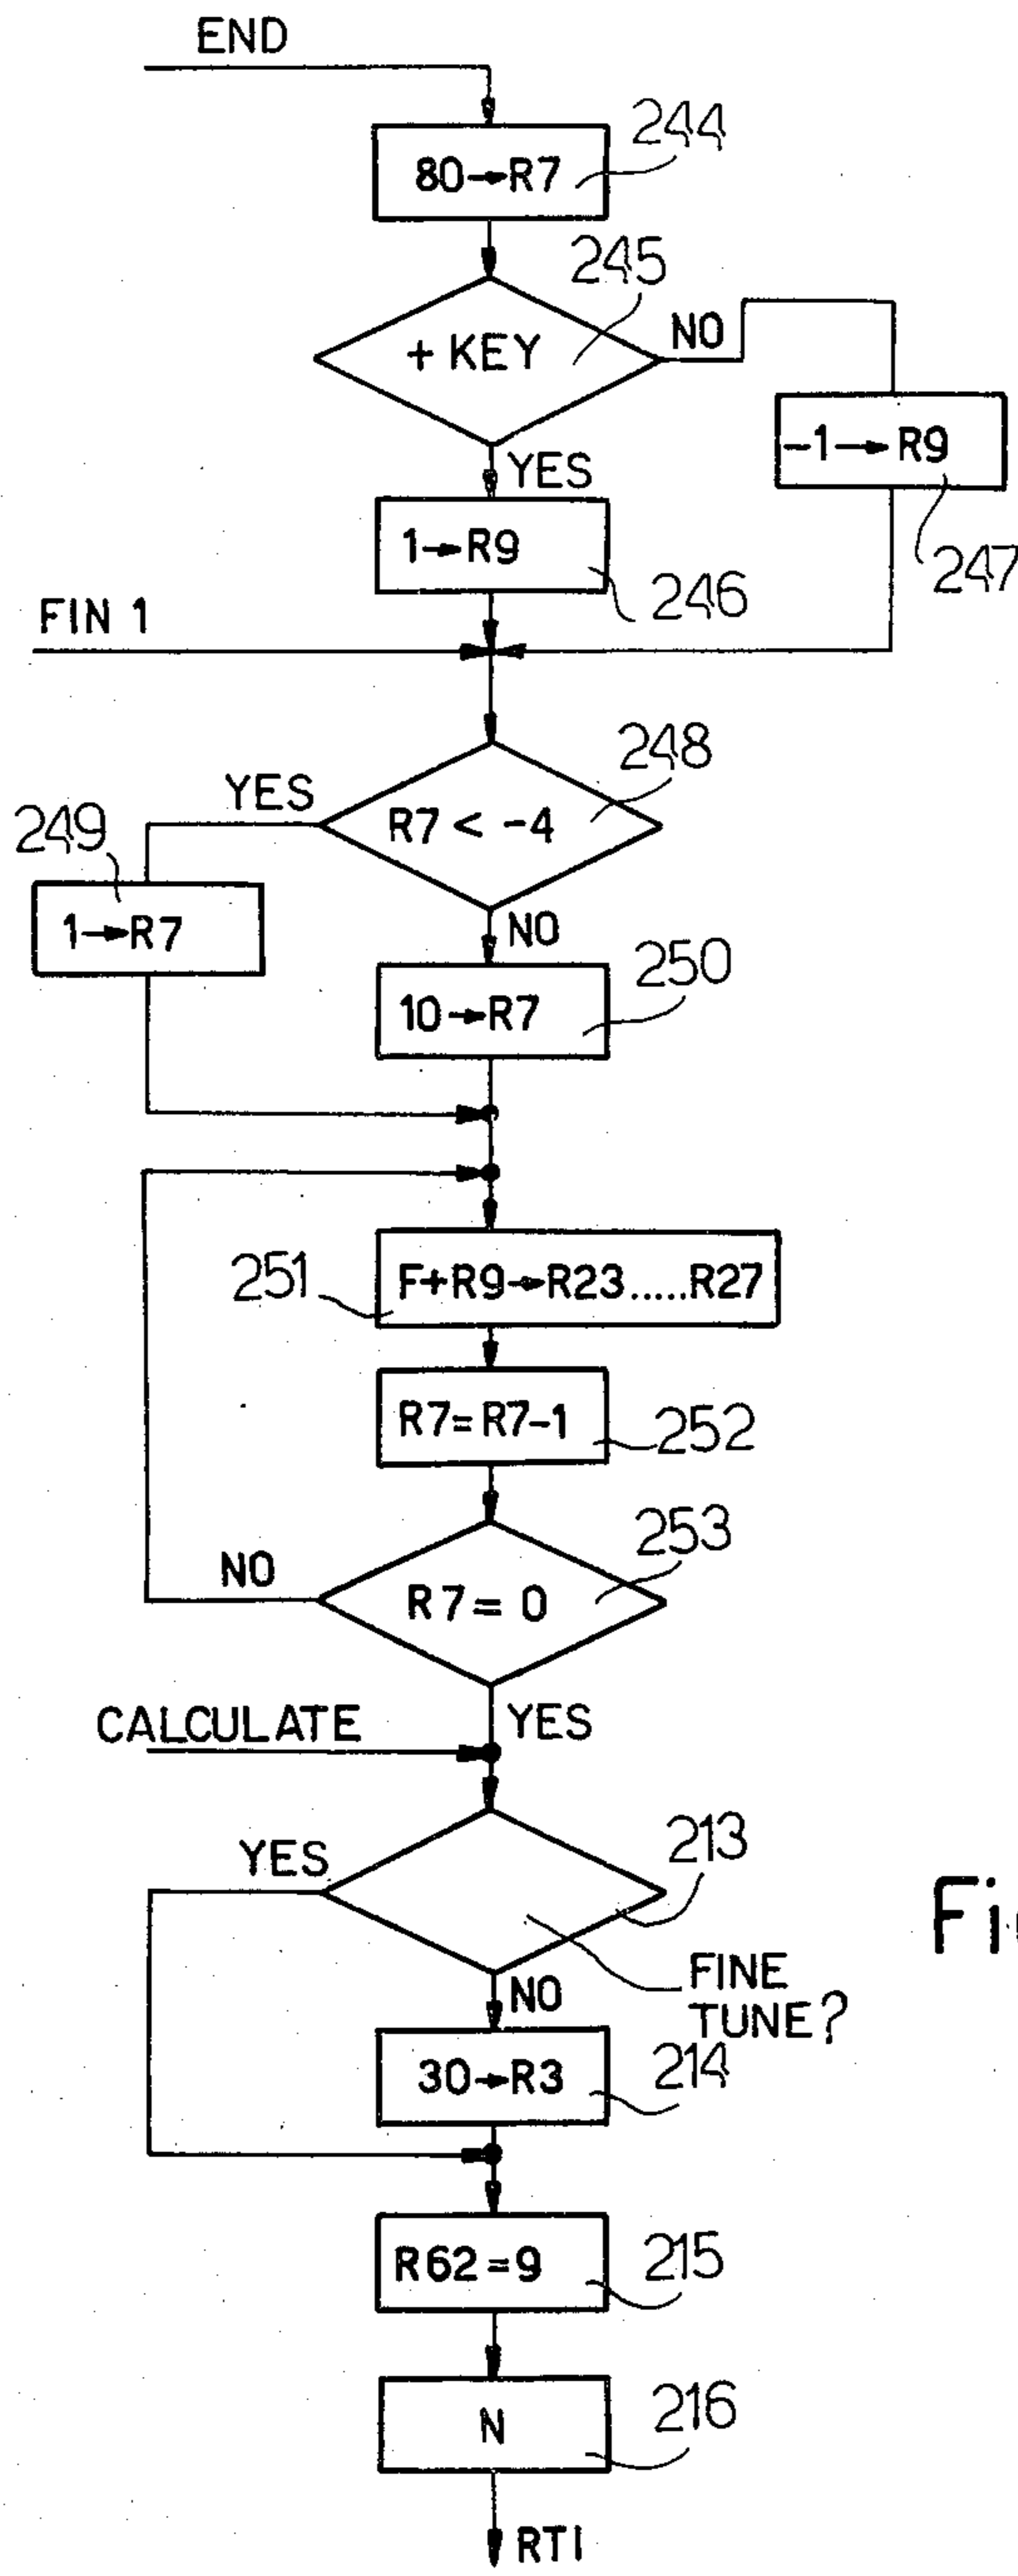 END
244
80→R7
245
+ KEY
NO
-1→R9
YES
247
1→R9
246
FIN 1
248
YES
R7 < -4
249
1→R7
NO
250
10→R7
251
F+R9→R23.....R27
R7=R7-1
252
253
NO
R7=0
CALCULATE
YES
213
YES
FINE
TUNE?
NO
30→R3
214
R62=9
215
N
216
RTI